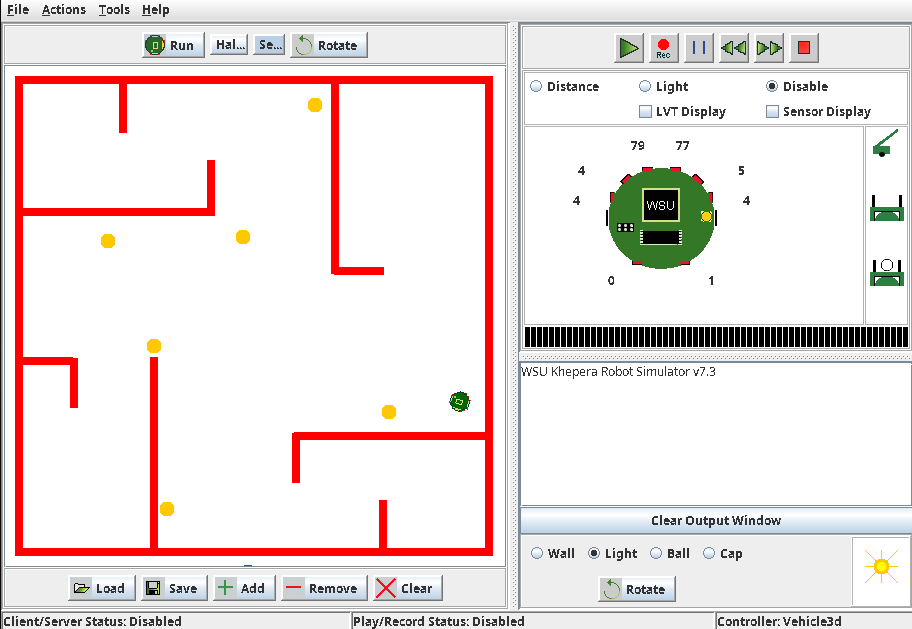 File Actions Tools Help
Run Hal... Se... Rotate
Rec
Distance Light Disable
LVT Display Sensor Display
79 77
4 5
4 4
WSU
0 1
WSU Khepera Robot Simulator v7.3
Clear Output Window
Wall Light Ball Cap
Rotate
Load Save Add Remove Clear
Client/Server Status: Disabled Play/Record Status: Disabled Controller: Vehicle3d